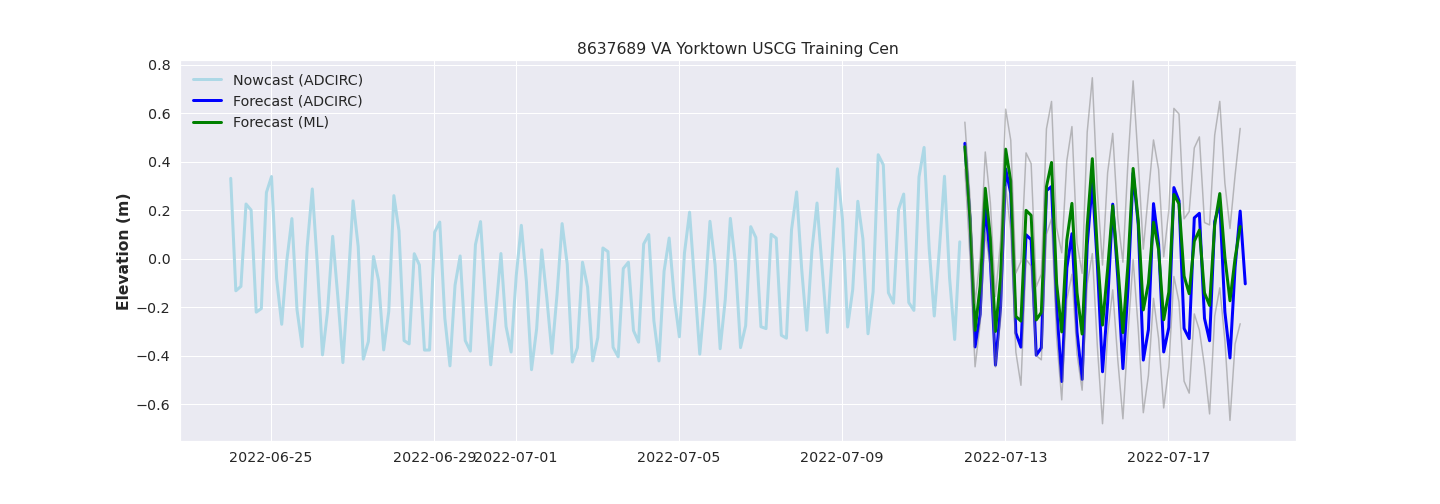 8637689 VA Yorktown USCG Training Cen
Nowcast (ADCIRC)
Forecast (ADCIRC)
Forecast (ML)
Elevation (m)
0.8
0.6
0.4
0.2
0.0
−0.2
−0.4
−0.6
2022-06-25 2022-06-29 2022-07-01 2022-07-05 2022-07-09 2022-07-13 2022-07-17